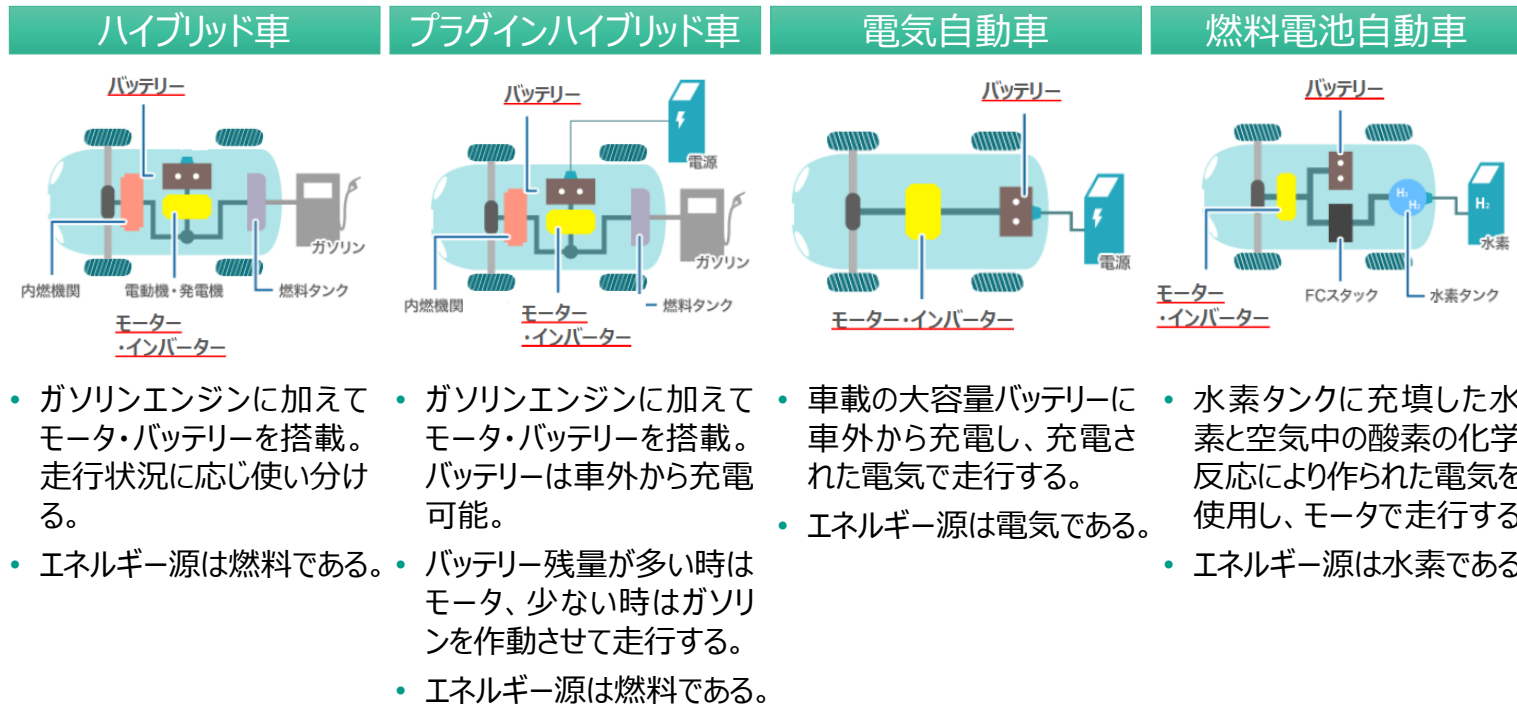 ハイブリッド車
プラグインハイブリッド車
電気自動車
燃料電池自動車
バッテリー
ガソリン
内燃機関
電動機・発電機
燃料タンク
モーター
・インバーター
バッテリー
電源
ガソリン
内燃機関
燃料タンク
モーター
・インバーター
バッテリー
電源
モーター・インバーター
バッテリー
H₂
H₂
H₂
水素
モーター
・インバーター
FCスタック
水素タンク
• ガソリンエンジンに加えて
モータ・バッテリーを搭載。
走行状況に応じ使い分け
る。
• エネルギー源は燃料である。
• ガソリンエンジンに加えて
モータ・バッテリーを搭載。
バッテリーは車外から充電
可能。
• バッテリー残量が多い時は
モータ、少ない時はガソリ
ンを作動させて走行する。
• エネルギー源は燃料である。
• 車載の大容量バッテリーに
車外から充電し、充電さ
れた電気で走行する。
• エネルギー源は電気である。
• 水素タンクに充填した水
素と空気中の酸素の化学
反応により作られた電気を
使用し、モータで走行する
• エネルギー源は水素である